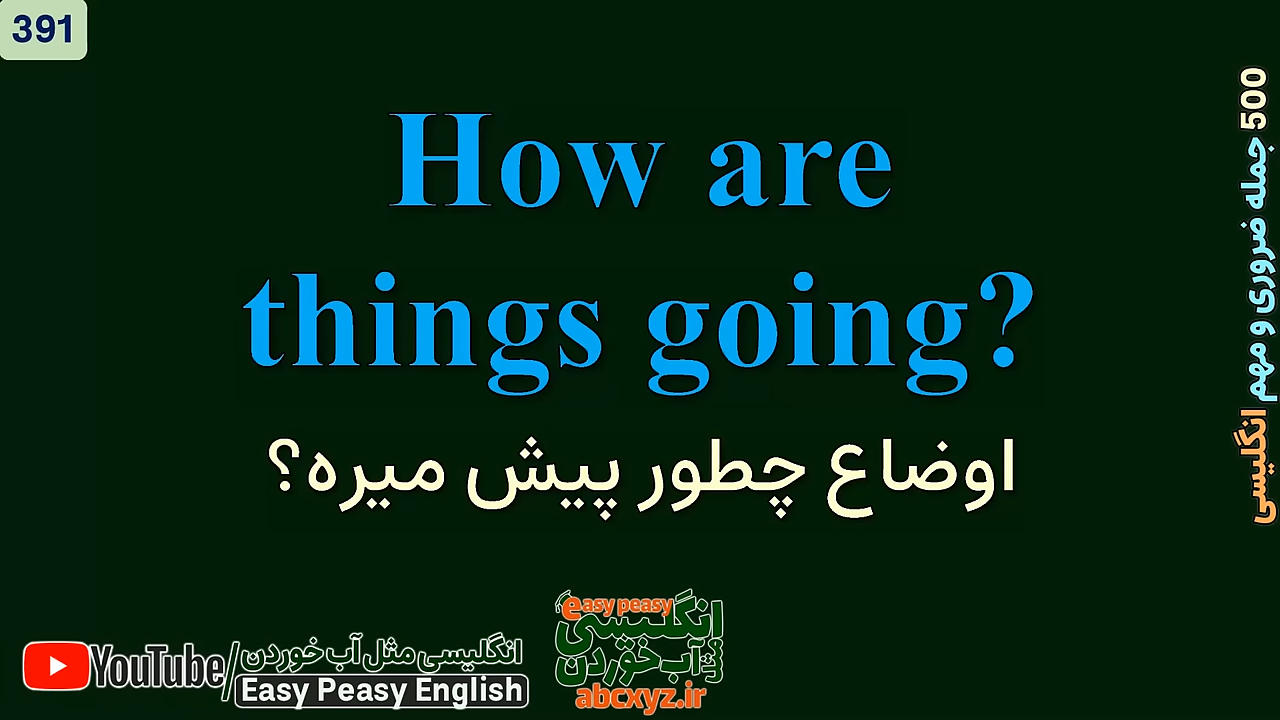 391
How are
things going?
اوضاع چطور پیش میره؟
500 جمله ضروری و مهم انگلیسی
YouTube/
انگلیسی مثل آب خوردن
Easy Peasy English
easy peasy
انگلیسی
مثل
آب خوردن
abcxyz.ir